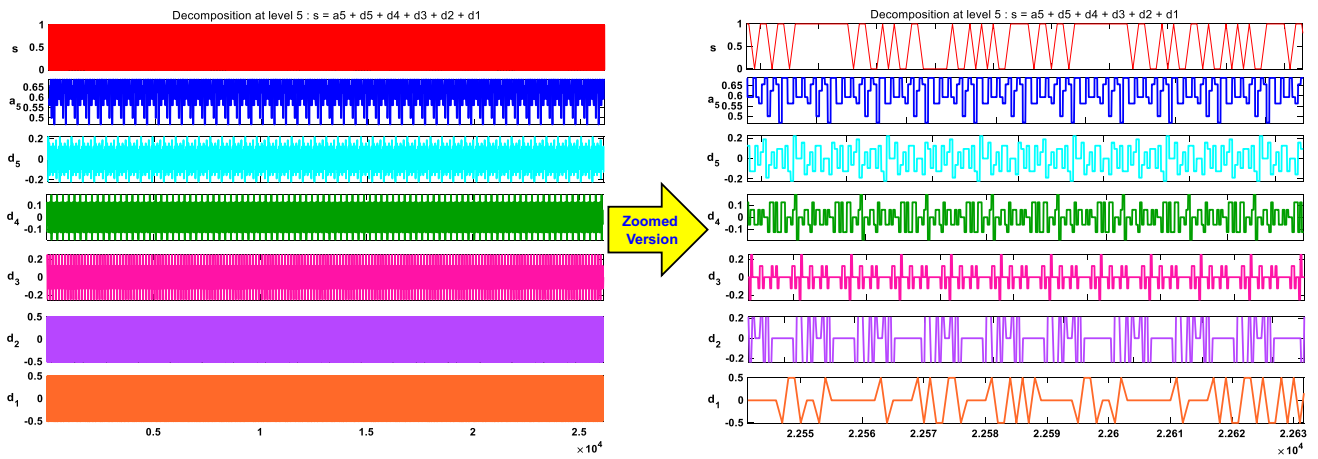 Decomposition at level 5 : s = a5 + d5 + d4 + d3 + d2 + d1
s
1
0.5
0
a5
0.65
0.6
0.55
0.5
d5
0.2
0
-0.2
d4
0.1
0
-0.1
d3
0.2
0
-0.2
d2
0.5
0
-0.5
d1
0.5
0
-0.5
0.5 1 1.5 2 2.5
×10^4
Zoomed
Version
Decomposition at level 5 : s = a5 + d5 + d4 + d3 + d2 + d1
s
1
0.5
0
a5
0.65
0.6
0.55
0.5
d5
0.2
0
-0.2
d4
0.1
0
-0.1
d3
0.2
0
-0.2
d2
0.2
0
-0.2
d1
0.5
0
-0.5
2.255 2.256 2.257 2.258 2.259 2.26 2.261 2.262 2.263
×10^4